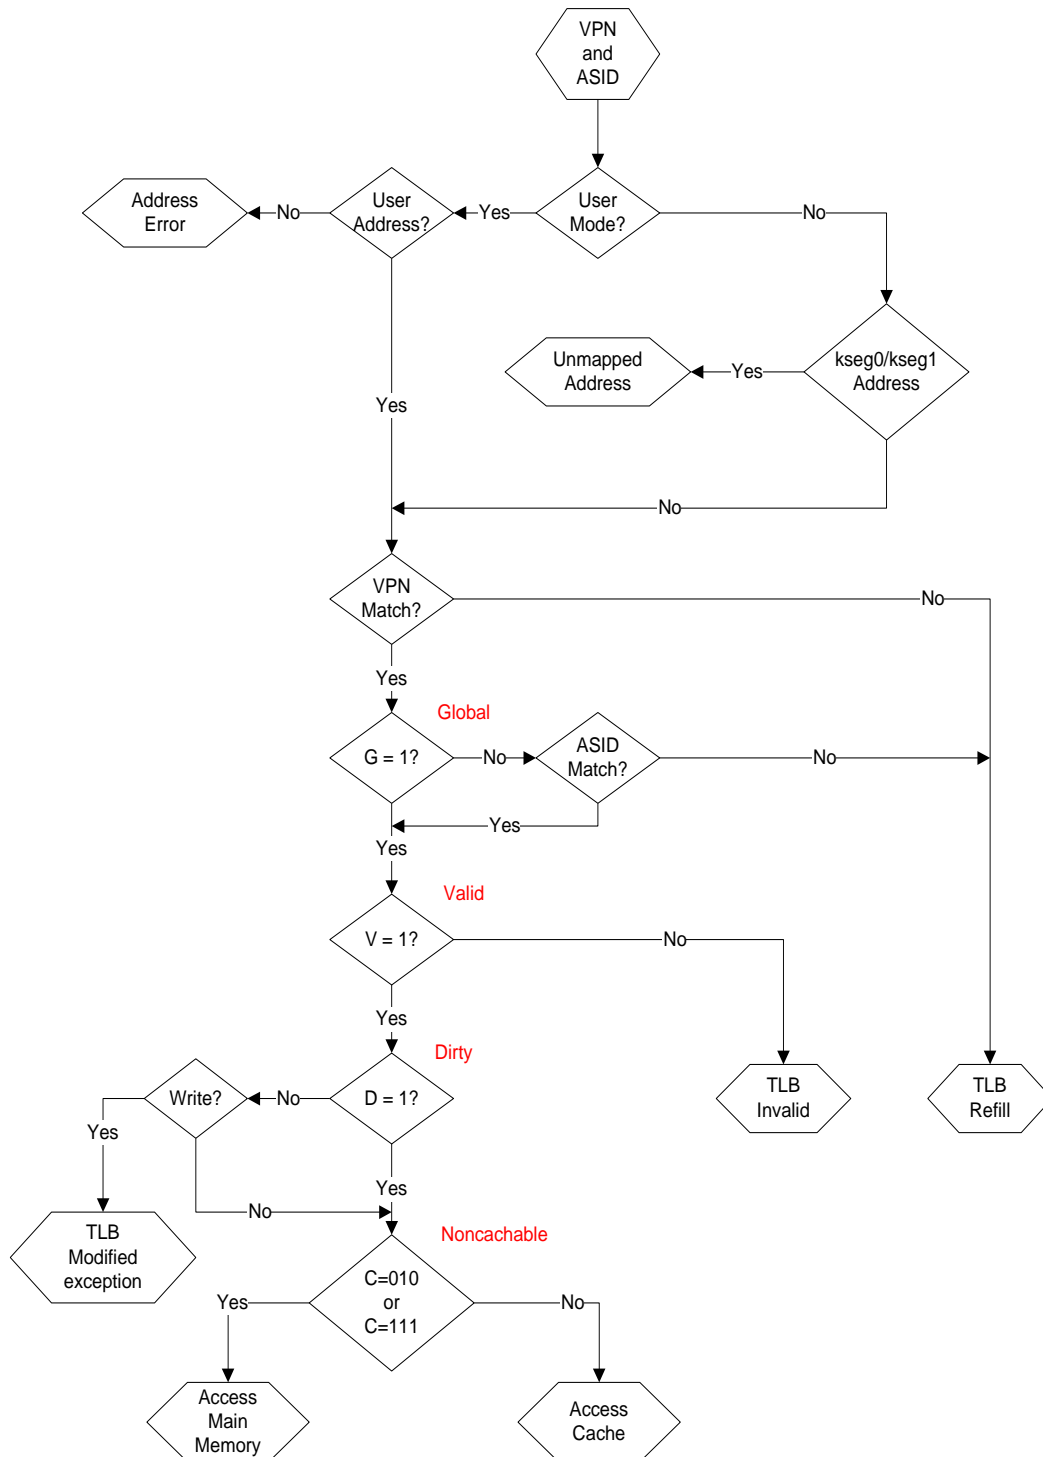 VPN
and
ASID
Address
Error
No
User
Address?
Yes
User
Mode?
No
Unmapped
Address
Yes
kseg0/kseg1
Address
Yes
No
VPN
Match?
No
Yes
Global
G = 1?
No
ASID
Match?
No
Yes
Yes
Valid
V = 1?
No
Yes
Dirty
Write?
No
D = 1?
TLB
Invalid
TLB
Refill
Yes
Yes
No
TLB
Modified
exception
Noncachable
C=010
or
C=111
Yes
No
Access
Main
Memory
Access
Cache